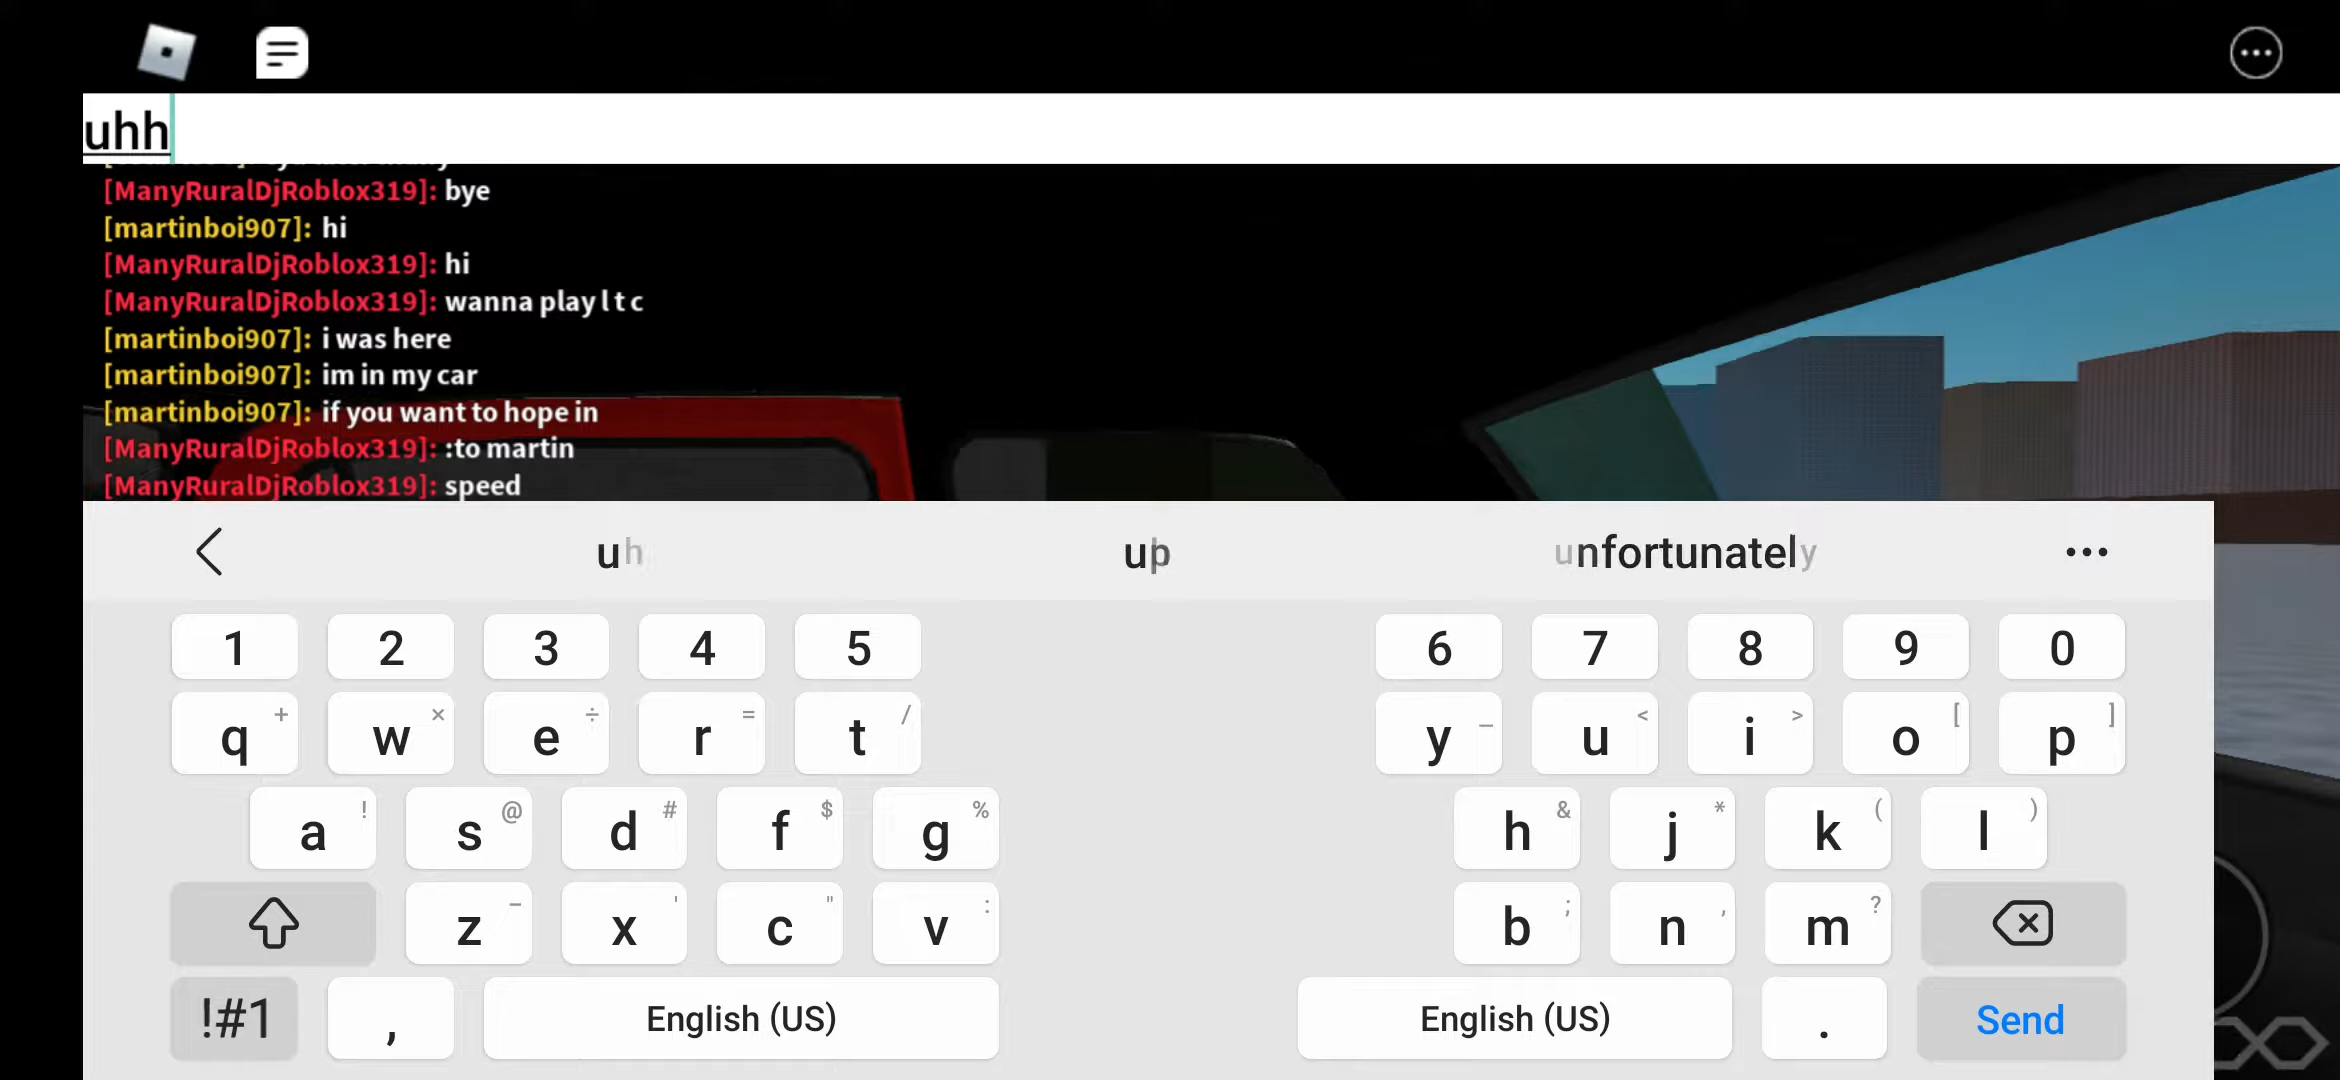 uhh
[ManyRuralDjRoblox319]: bye
[martinboi907]: hi
[ManyRuralDjRoblox319]: hi
[ManyRuralDjRoblox319]: wanna play l t c
[martinboi907]: i was here
[martinboi907]: im in my car
[martinboi907]: if you want to hope in
[ManyRuralDjRoblox319]: :to martin
[ManyRuralDjRoblox319]: speed
uh up unfortunately
1 2 3 4 5 6 7 8 9 0
q + w × e ÷ r = t / y _ u < i > o [ p ]
a ! s @ d # f $ g % h & j * k ( l )
z - x ' c " v : b ; n , m ?
!#1 , English (US) English (US) . Send